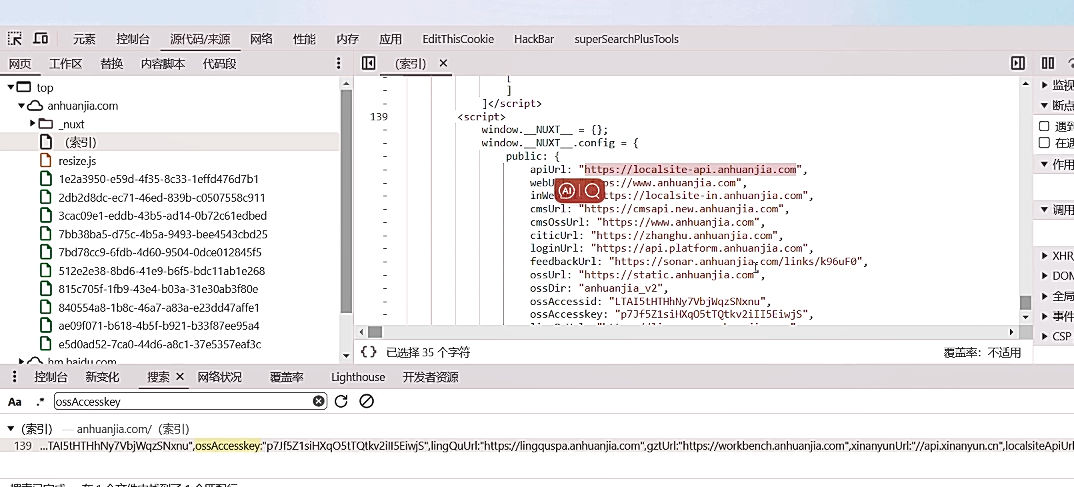 元素 控制台 源代码/来源 网络 性能 内存 应用 EditThisCookie HackBar superSearchPlusTools
网页 工作区 替换 内容脚本 代码段
(索引) ×
top
anhuanjia.com
_nuxt
(索引)
resize.js
1e2a3950-e59d-4f35-8c33-1effd476d7b1
2db2d8dc-ec71-46ed-839b-c0507558c911
3cac09e1-eddb-43b5-ad14-0b72c61edbed
7bb38ba5-d75c-4b5a-9493-bee4543cbd25
7bd78cc9-6fdb-4d60-9504-0dce012845f5
512e2e38-8bd6-41e9-b6f5-bdc11ab1e268
815c705f-1fb9-43e4-b03a-31e30ab3f80e
840554a8-1b8c-46a7-a83a-e23dd47affe1
ae09f071-b618-4b5f-b921-b33f87ee95a4
e5d0ad52-7ca0-44d6-a8c1-37e5357eaf3c
hm.baidu.com
]
]</script>
139 <script>
window.__NUXT__ = {};
window.__NUXT__.config = {
public: {
apiUrl: "https://localsite-api.anhuanjia.com",
AI
://www.anhuanjia.com",
://localsite-in.anhuanjia.com",
cmsUrl: "https://cmsapi.new.anhuanjia.com",
cmsOssUrl: "https://www.anhuanjia.com",
citicUrl: "https://zhanghu.anhuanjia.com",
loginUrl: "https://api.platform.anhuanjia.com",
feedbackUrl: "https://sonar.anhuanjia.com/links/k96uF0",
ossUrl: "https://static.anhuanjia.com",
ossDir: "anhuanjia_v2",
ossAccessid: "LTAI5tHTHhNy7VbjWqzSNxnu",
ossAccesskey: "p7Jf5Z1siHXqO5tTQtkv2iII5EiwjS",
{} 已选择 35 个字符 覆盖率：不适用
监视
断点
遇到
作用
调用
XHR
DOM
全局
事件
CSP
控制台 新变化 搜索 × 网络状况 覆盖率 Lighthouse 开发者资源
Aa .* ossAccesskey
(索引) — anhuanjia.com/ (索引)
139 ...TAI5tHTHhNy7VbjWqzSNxnu",ossAccesskey:"p7Jf5Z1siHXqO5tTQtkv2iII5EiwjS",lingQuUrl:"https://lingquspa.anhuanjia.com",gztUrl:"https://workbench.anhuanjia.com",xinanyunUrl:"//api.xinanyun.cn",localsiteApiUrl